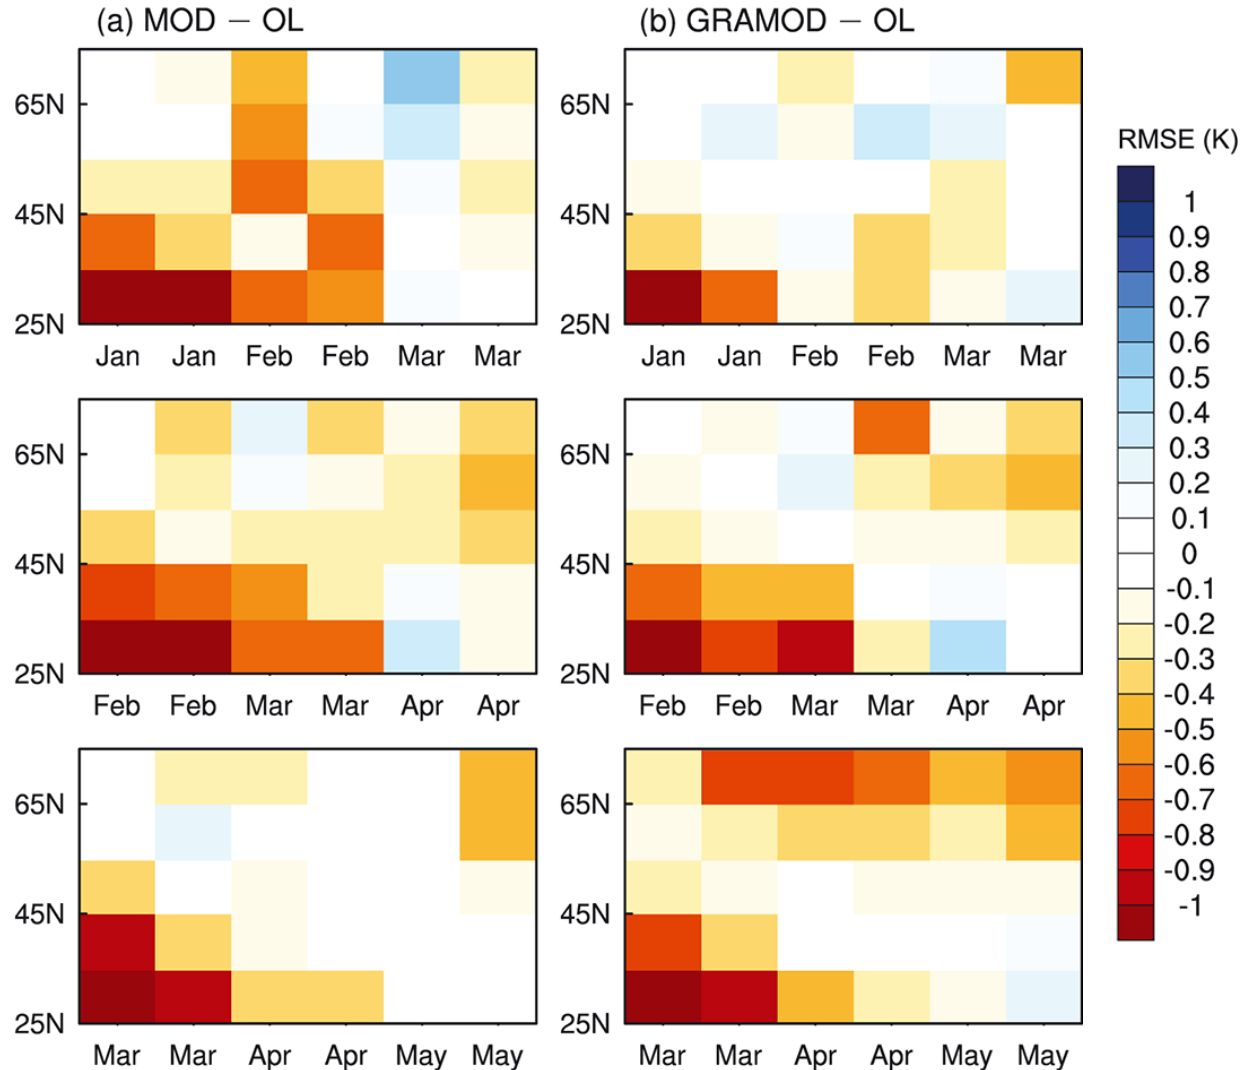 (a) MOD − OL
(b) GRAMOD − OL
65N
45N
25N
Jan Jan Feb Feb Mar Mar
65N
45N
25N
Jan Jan Feb Feb Mar Mar
65N
45N
25N
Feb Feb Mar Mar Apr Apr
65N
45N
25N
Feb Feb Mar Mar Apr Apr
65N
45N
25N
Mar Mar Apr Apr May May
65N
45N
25N
Mar Mar Apr Apr May May
RMSE (K)
1
0.9
0.8
0.7
0.6
0.5
0.4
0.3
0.2
0.1
0
-0.1
-0.2
-0.3
-0.4
-0.5
-0.6
-0.7
-0.8
-0.9
-1